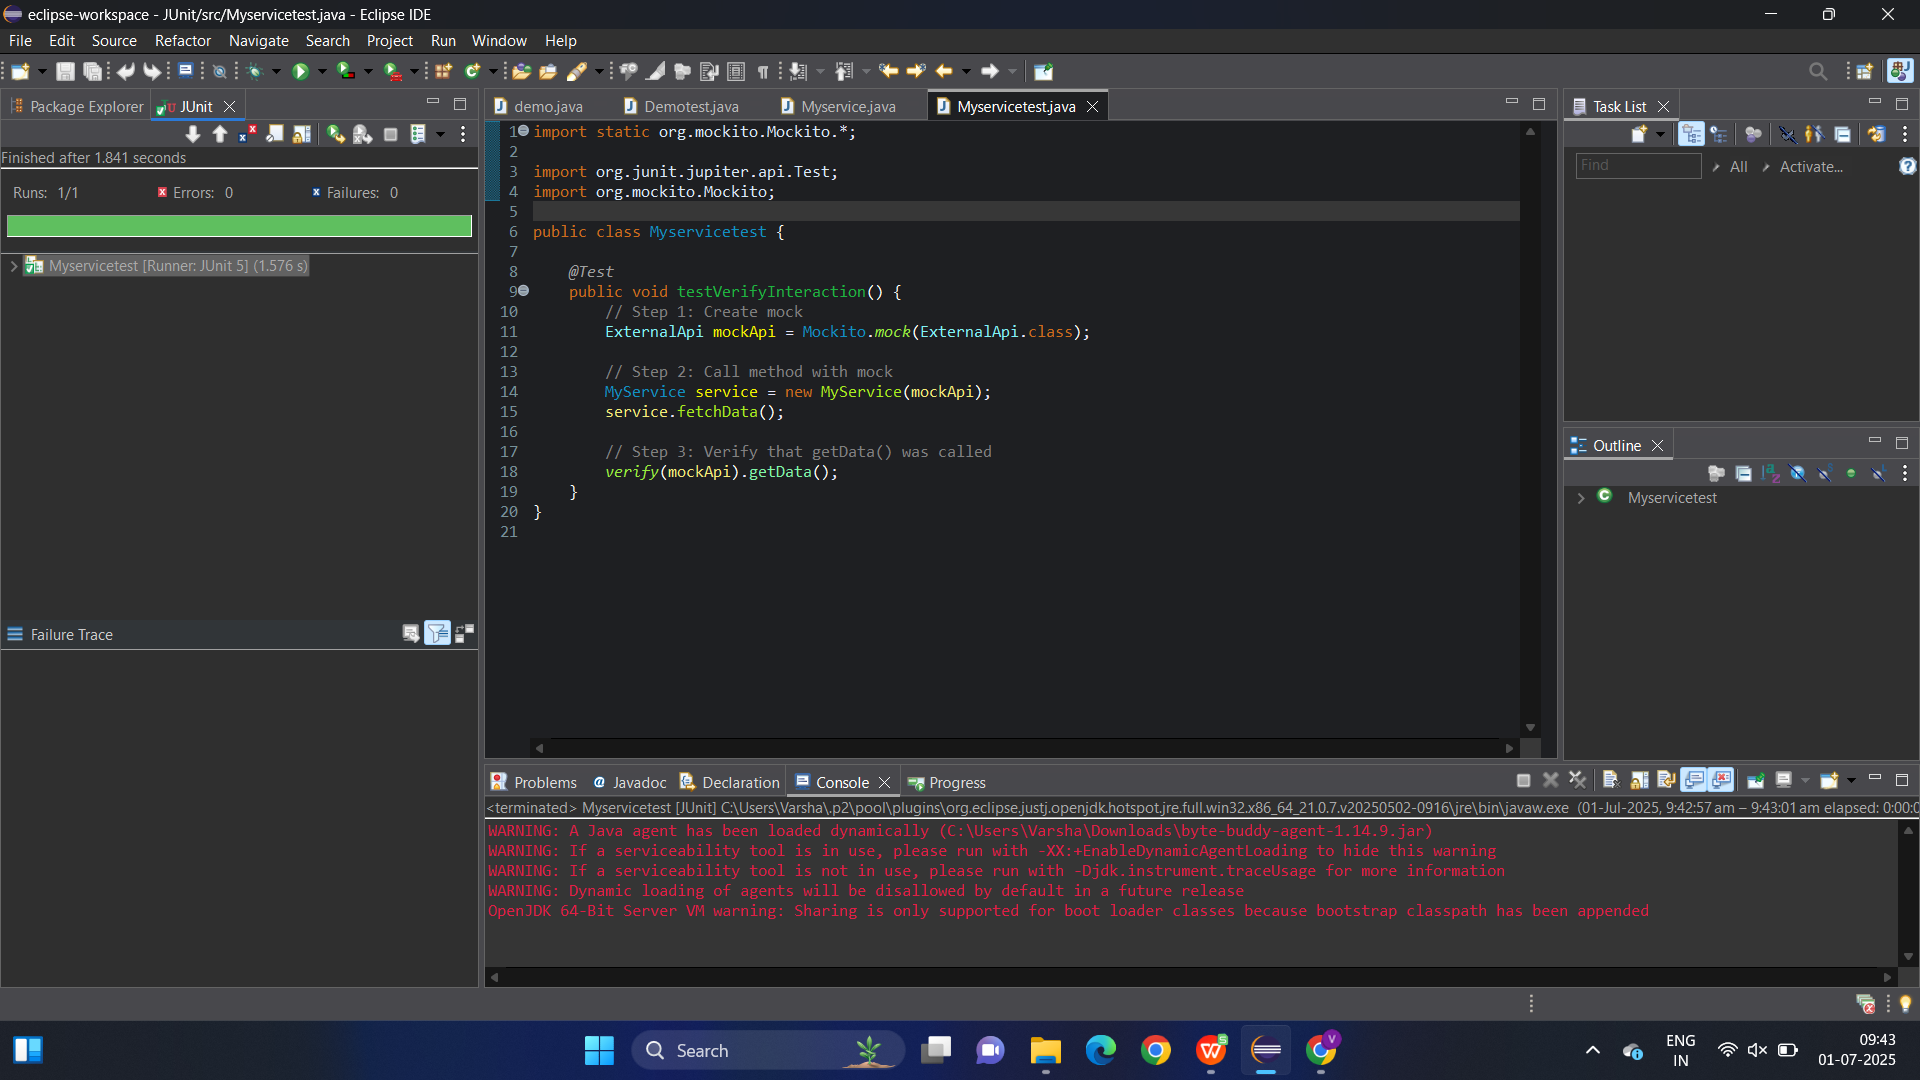 eclipse-workspace - JUnit/src/Myservicetest.java - Eclipse IDE
File Edit Source Refactor Navigate Search Project Run Window Help
Package Explorer JUnit
Finished after 1.841 seconds
Runs: 1/1 Errors: 0 Failures: 0
Myservicetest [Runner: JUnit 5] (1.576 s)
Failure Trace
demo.java Demotest.java Myservice.java Myservicetest.java
1 import static org.mockito.Mockito.*;
2
3 import org.junit.jupiter.api.Test;
4 import org.mockito.Mockito;
5
6 public class Myservicetest {
7
8 @Test
9 public void testVerifyInteraction() {
10 // Step 1: Create mock
11 ExternalApi mockApi = Mockito.mock(ExternalApi.class);
12
13 // Step 2: Call method with mock
14 MyService service = new MyService(mockApi);
15 service.fetchData();
16
17 // Step 3: Verify that getData() was called
18 verify(mockApi).getData();
19 }
20 }
21
Task List
Find All Activate...
Outline
Myservicetest
Problems Javadoc Declaration Console Progress
<terminated> Myservicetest [JUnit] C:\Users\Varsha\.p2\pool\plugins\org.eclipse.justj.openjdk.hotspot.jre.full.win32.x86_64_21.0.7.v20250502-0916\jre\bin\javaw.exe (01-Jul-2025, 9:42:57 am – 9:43:01 am elapsed: 0:00:0
WARNING: A Java agent has been loaded dynamically (C:\Users\Varsha\Downloads\byte-buddy-agent-1.14.9.jar)
WARNING: If a serviceability tool is in use, please run with -XX:+EnableDynamicAgentLoading to hide this warning
WARNING: If a serviceability tool is not in use, please run with -Djdk.instrument.traceUsage for more information
WARNING: Dynamic loading of agents will be disallowed by default in a future release
OpenJDK 64-Bit Server VM warning: Sharing is only supported for boot loader classes because bootstrap classpath has been appended
Search
ENG
IN
09:43
01-07-2025